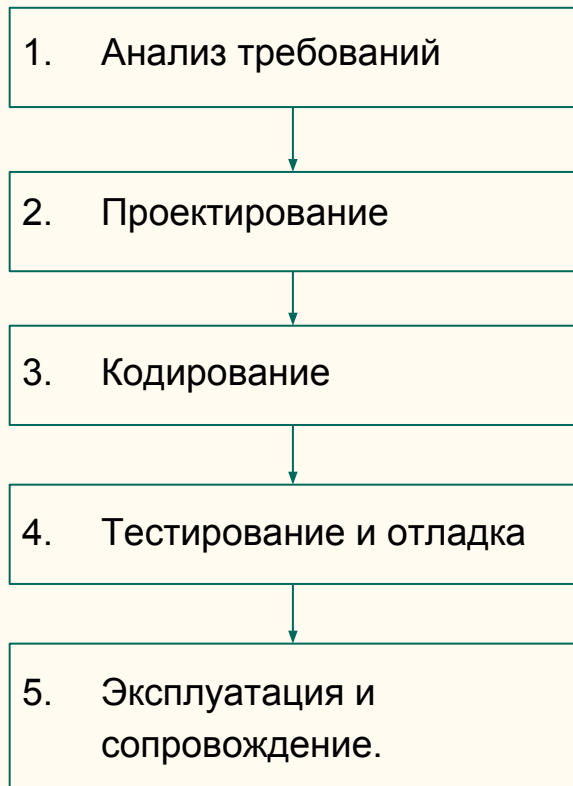 1. Анализ требований
2. Проектирование
3. Кодирование
4. Тестирование и отладка
5. Эксплуатация и
сопровождение.